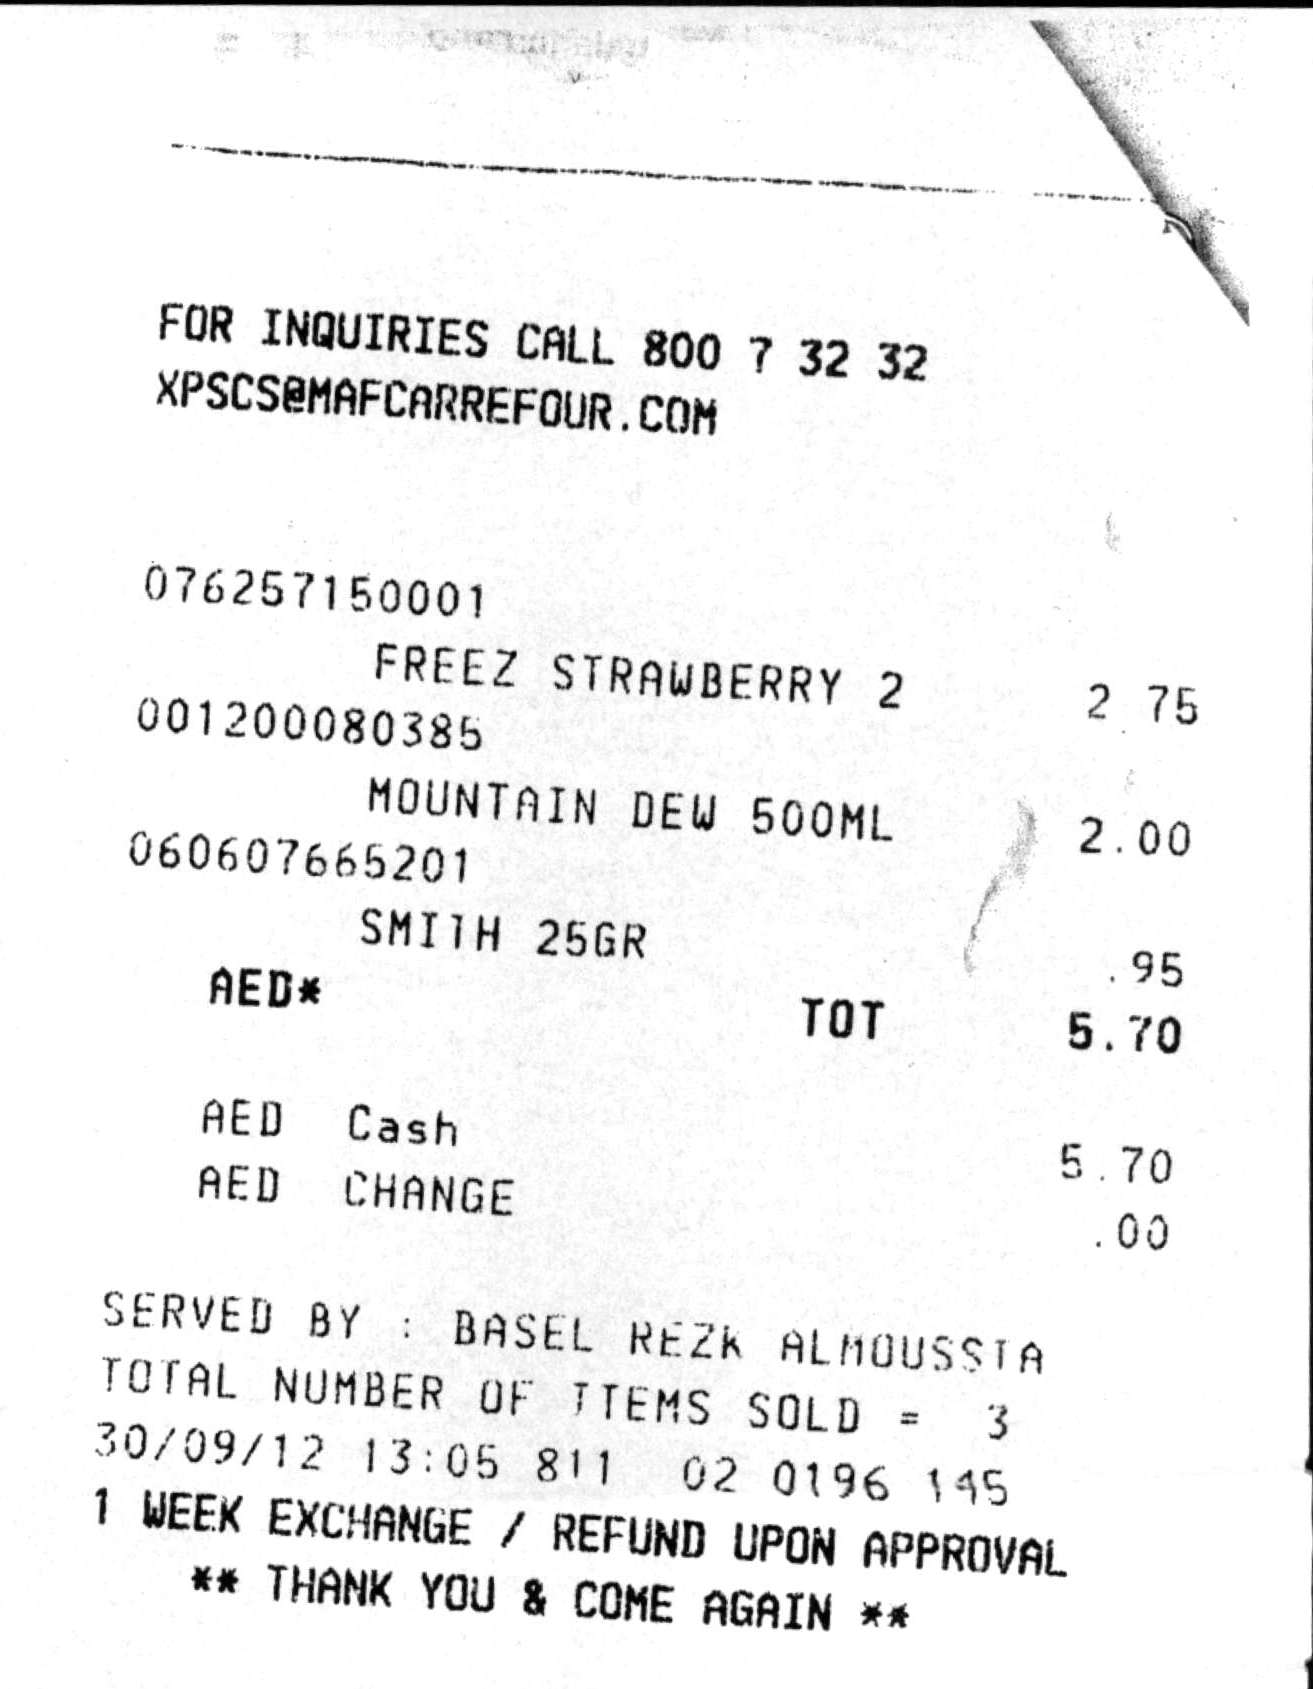 FOR INQUIRIES CALL 800 7 32 32
XPSCS@MAFCARREFOUR.COM
076257150001
FREEZ STRAWBERRY 2 2 75
001200080385
MOUNTAIN DEW 500ML 2.00
060607665201
SMITH 25GR .95
AED* TOT 5.70
AED Cash 5.70
AED CHANGE .00
SERVED BY : BASEL REZK ALMOUSSIA
TOTAL NUMBER OF ITEMS SOLD = 3
30/09/12 13:05 811 02 0196 145
1 WEEK EXCHANGE / REFUND UPON APPROVAL
** THANK YOU & COME AGAIN **